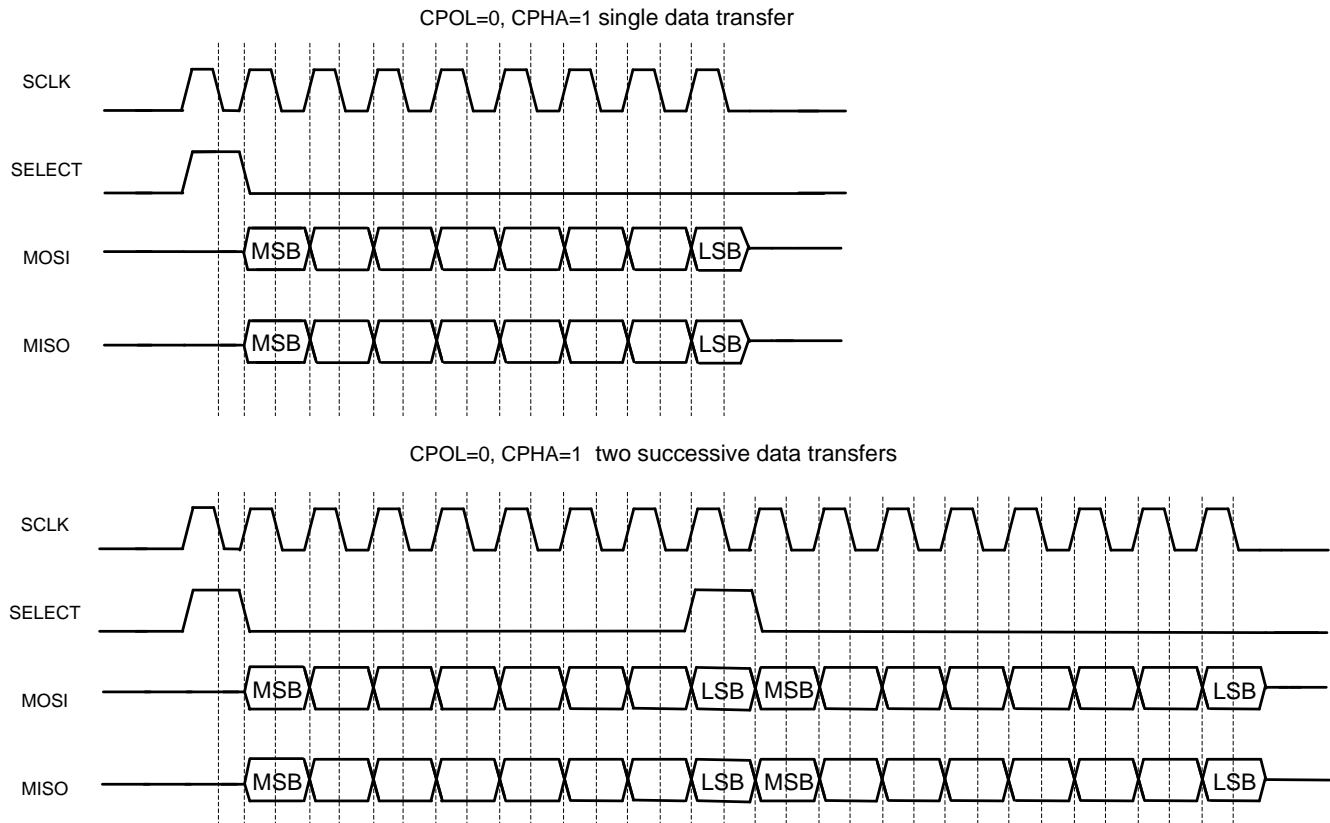 CPOL=0, CPHA=1 single data transfer
SCLK
SELECT
MOSI MSB LSB
MISO MSB LSB
CPOL=0, CPHA=1 two successive data transfers
SCLK
SELECT
MOSI MSB LSB MSB LSB
MISO MSB LSB MSB LSB